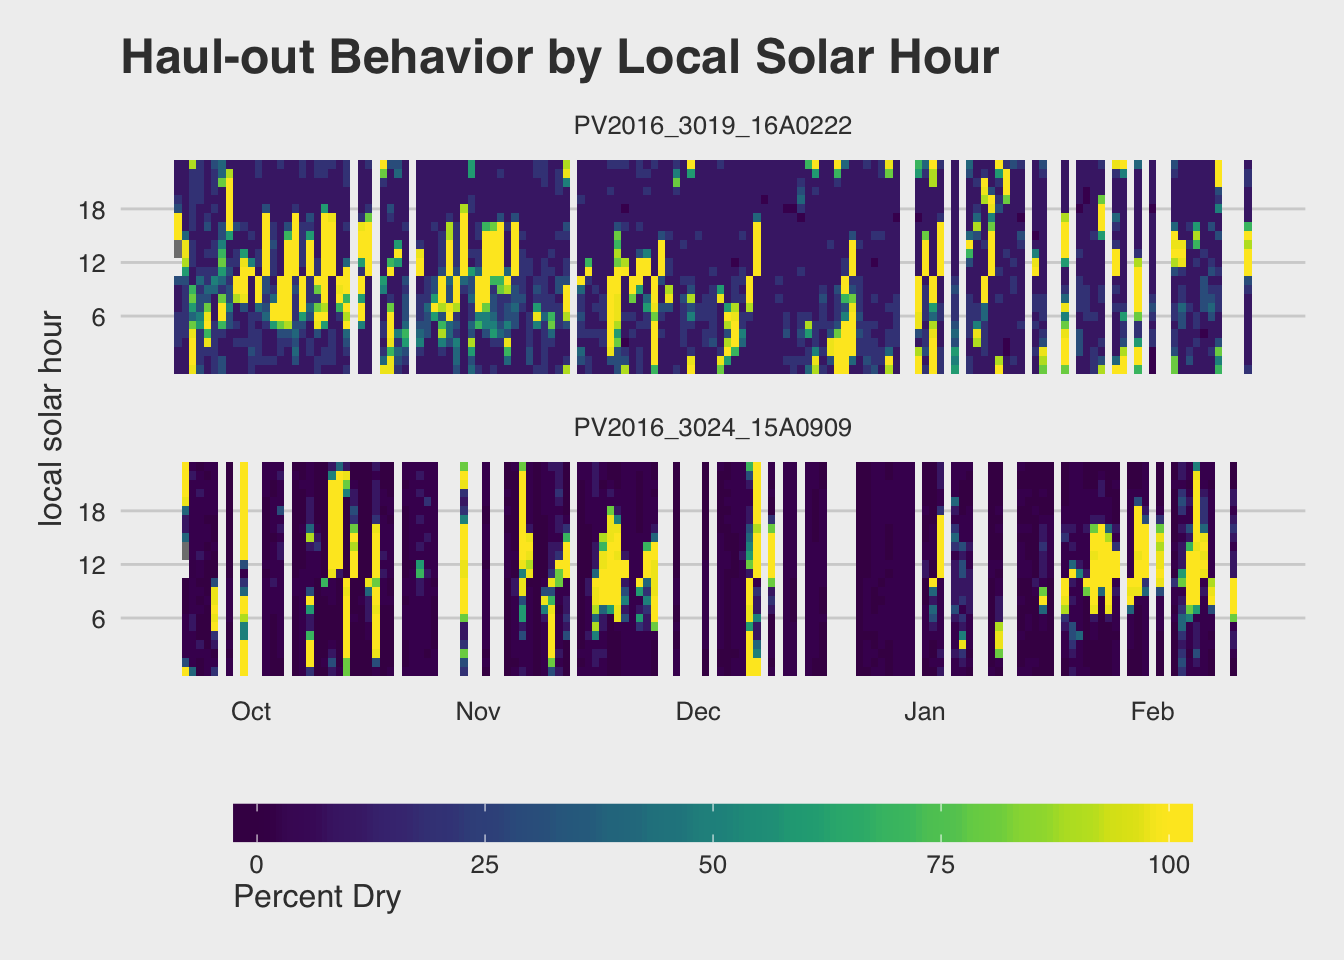 Haul-out Behavior by Local Solar Hour
PV2016_3019_16A0222
18
12
6
local solar hour
PV2016_3024_15A0909
18
12
6
Oct Nov Dec Jan Feb
0 25 50 75 100
Percent Dry